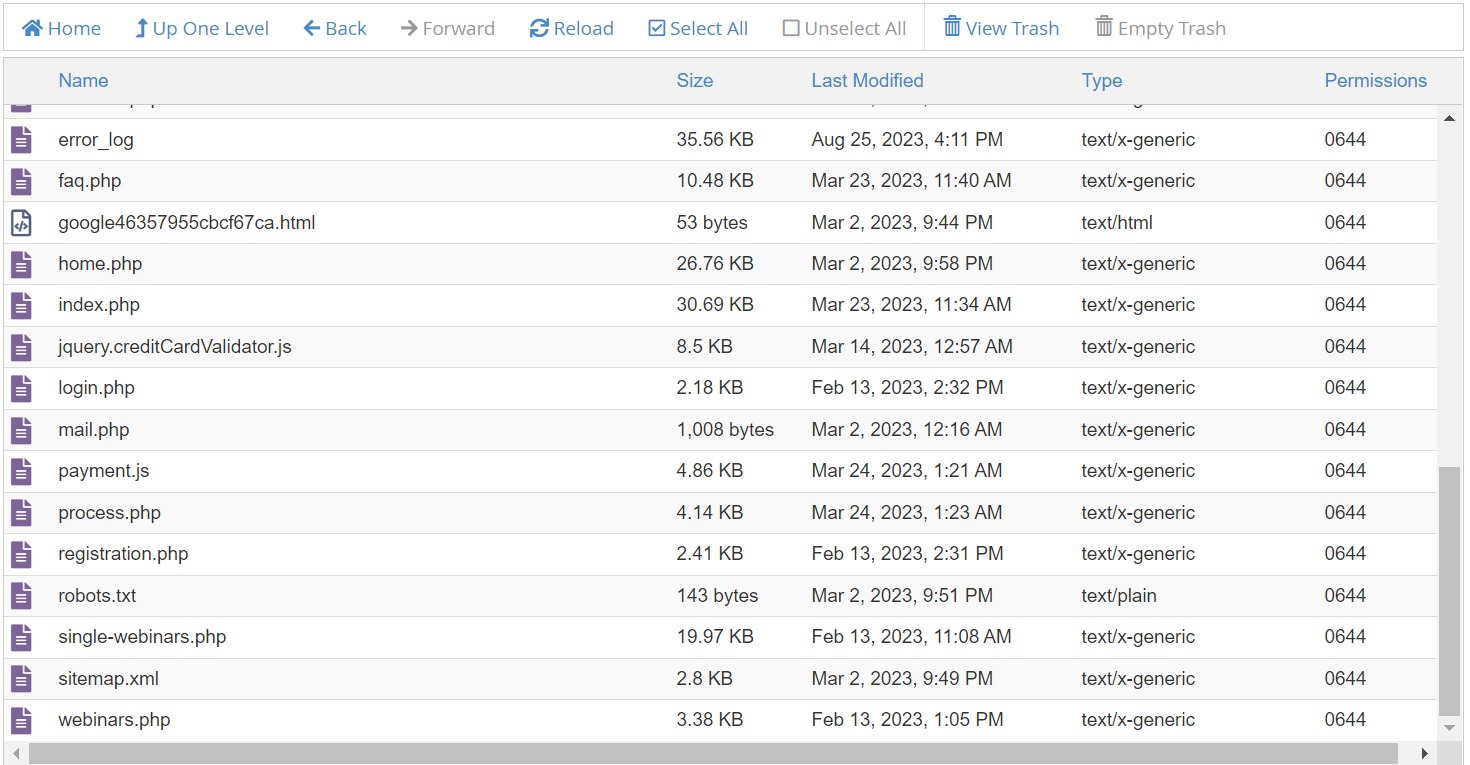 Home Up One Level Back Forward Reload Select All Unselect All View Trash Empty Trash
Name Size Last Modified Type Permissions
error_log 35.56 KB Aug 25, 2023, 4:11 PM text/x-generic 0644
faq.php 10.48 KB Mar 23, 2023, 11:40 AM text/x-generic 0644
google46357955cbcf67ca.html 53 bytes Mar 2, 2023, 9:44 PM text/html 0644
home.php 26.76 KB Mar 2, 2023, 9:58 PM text/x-generic 0644
index.php 30.69 KB Mar 23, 2023, 11:34 AM text/x-generic 0644
jquery.creditCardValidator.js 8.5 KB Mar 14, 2023, 12:57 AM text/x-generic 0644
login.php 2.18 KB Feb 13, 2023, 2:32 PM text/x-generic 0644
mail.php 1,008 bytes Mar 2, 2023, 12:16 AM text/x-generic 0644
payment.js 4.86 KB Mar 24, 2023, 1:21 AM text/x-generic 0644
process.php 4.14 KB Mar 24, 2023, 1:23 AM text/x-generic 0644
registration.php 2.41 KB Feb 13, 2023, 2:31 PM text/x-generic 0644
robots.txt 143 bytes Mar 2, 2023, 9:51 PM text/plain 0644
single-webinars.php 19.97 KB Feb 13, 2023, 11:08 AM text/x-generic 0644
sitemap.xml 2.8 KB Mar 2, 2023, 9:49 PM text/x-generic 0644
webinars.php 3.38 KB Feb 13, 2023, 1:05 PM text/x-generic 0644